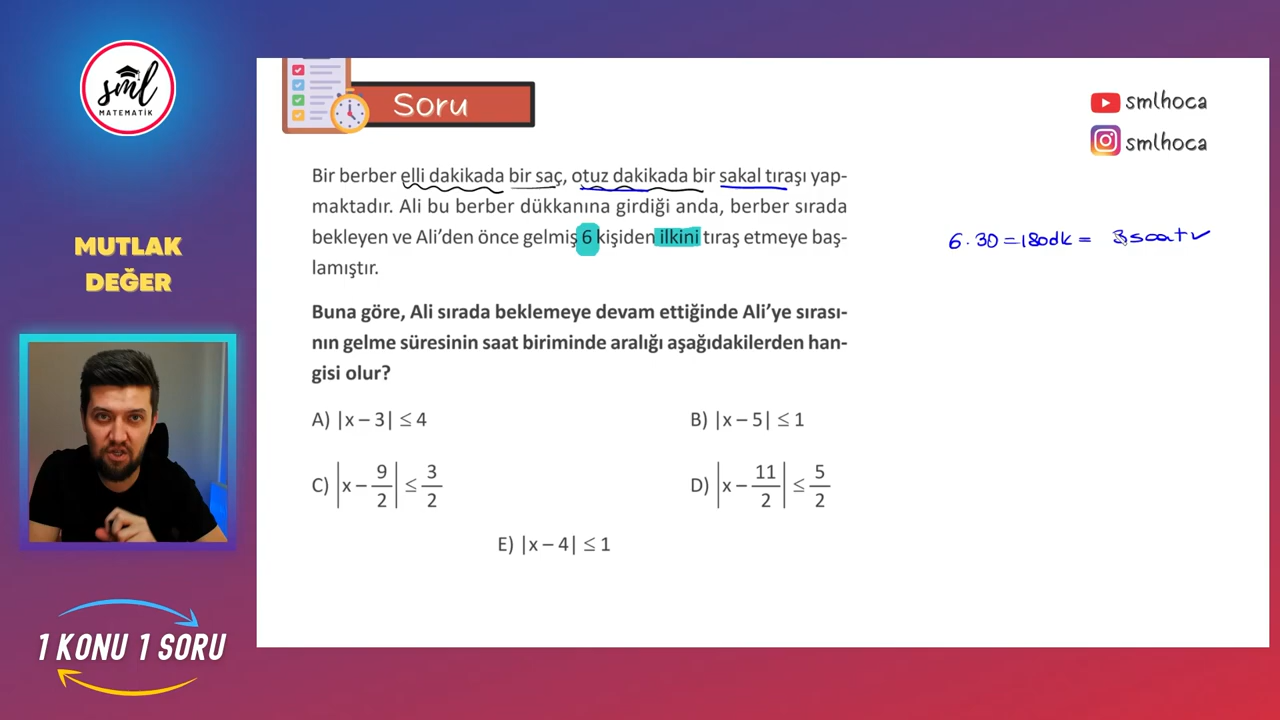 sml
MATEMATİK
MUTLAK
DEĞER
1 KONU 1 SORU
Soru
smlhoca
smlhoca
Bir berber elli dakikada bir saç, otuz dakikada bir sakal tıraşı yap-
maktadır. Ali bu berber dükkanına girdiği anda, berber sırada
bekleyen ve Ali’den önce gelmiş 6 kişiden ilkini tıraş etmeye baş-
lamıştır.
6 · 30 = 180dk = 3 saat ✓
Buna göre, Ali sırada beklemeye devam ettiğinde Ali’ye sırası-
nın gelme süresinin saat biriminde aralığı aşağıdakilerden han-
gisi olur?
A) |x – 3| ≤ 4
B) |x – 5| ≤ 1
C) |x – 9/2| ≤ 3/2
D) |x – 11/2| ≤ 5/2
E) |x – 4| ≤ 1